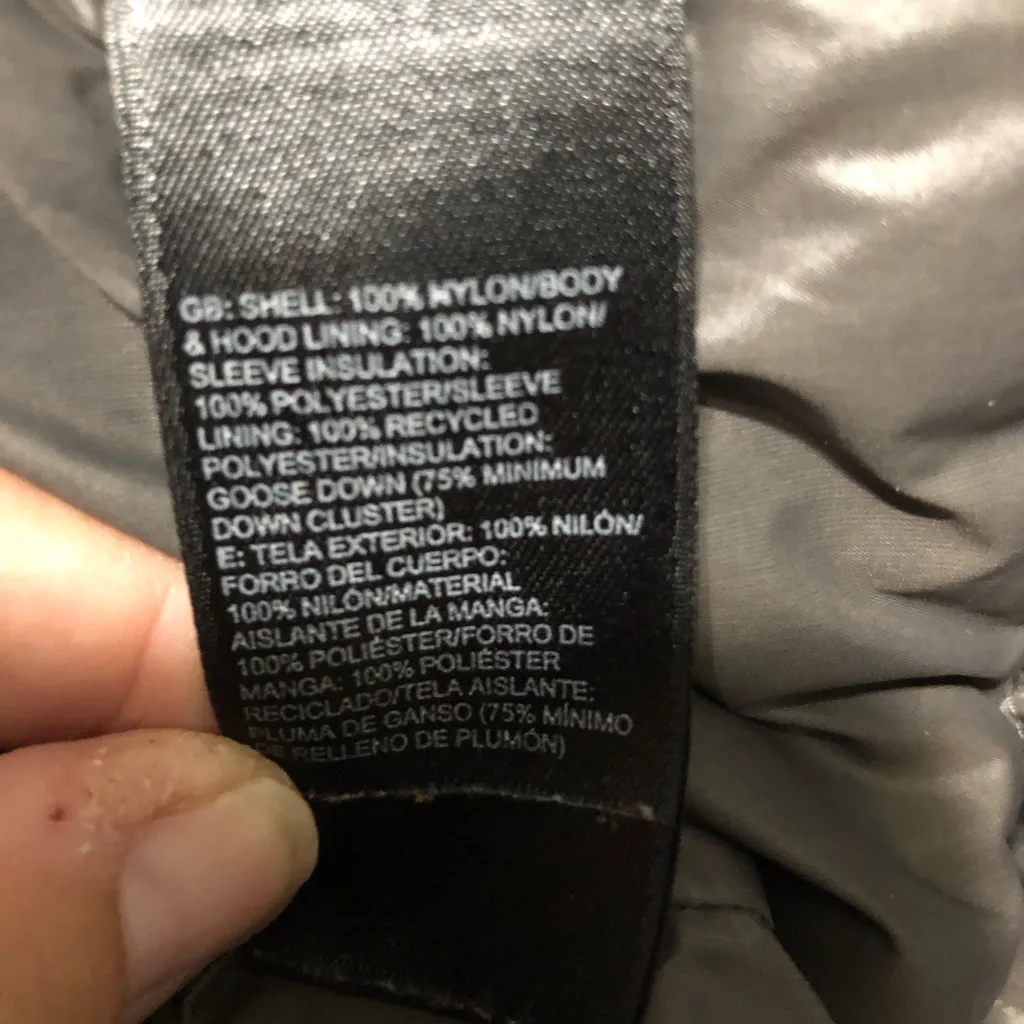 GB: SHELL: 100% NYLON/BODY
& HOOD LINING: 100% NYLON/
SLEEVE INSULATION:
100% POLYESTER/SLEEVE
LINING: 100% RECYCLED
POLYESTER/INSULATION:
GOOSE DOWN (75% MINIMUM
DOWN CLUSTER)
E: TELA EXTERIOR: 100% NILÓN/
FORRO DEL CUERPO:
100% NILÓN/MATERIAL
AISLANTE DE LA MANGA:
100% POLIÉSTER/FORRO DE
MANGA: 100% POLIÉSTER
RECICLADO/TELA AISLANTE:
PLUMA DE GANSO (75% MÍNIMO
DE RELLENO DE PLUMÓN)